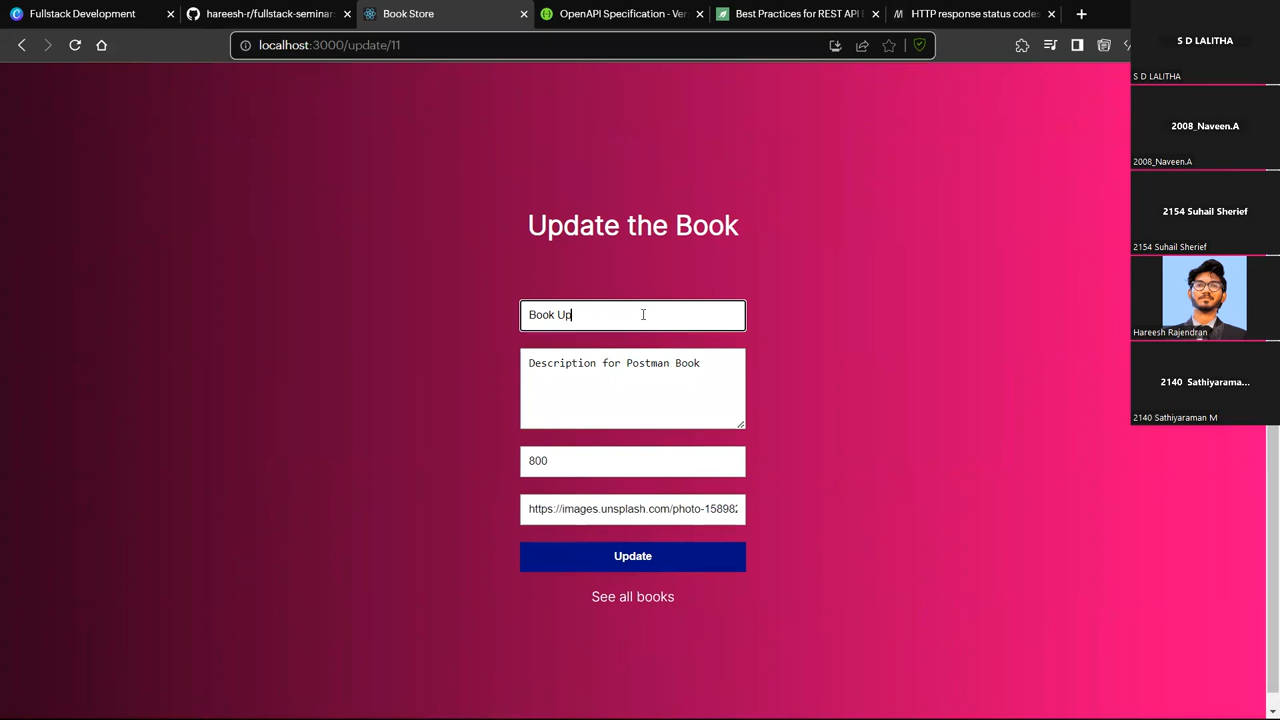 Fullstack Development
hareesh-r/fullstack-seminar:
Book Store
OpenAPI Specification - Ver
Best Practices for REST API
HTTP response status codes
localhost:3000/update/11
S D LALITHA
S D LALITHA
2008_Naveen.A
2008_Naveen.A
2154 Suhail Sherief
2154 Suhail Sherief
Hareesh Rajendran
2140 Sathiyarama...
2140 Sathiyaraman M
Update the Book
Book Up
Description for Postman Book
800
https://images.unsplash.com/photo-15898
Update
See all books